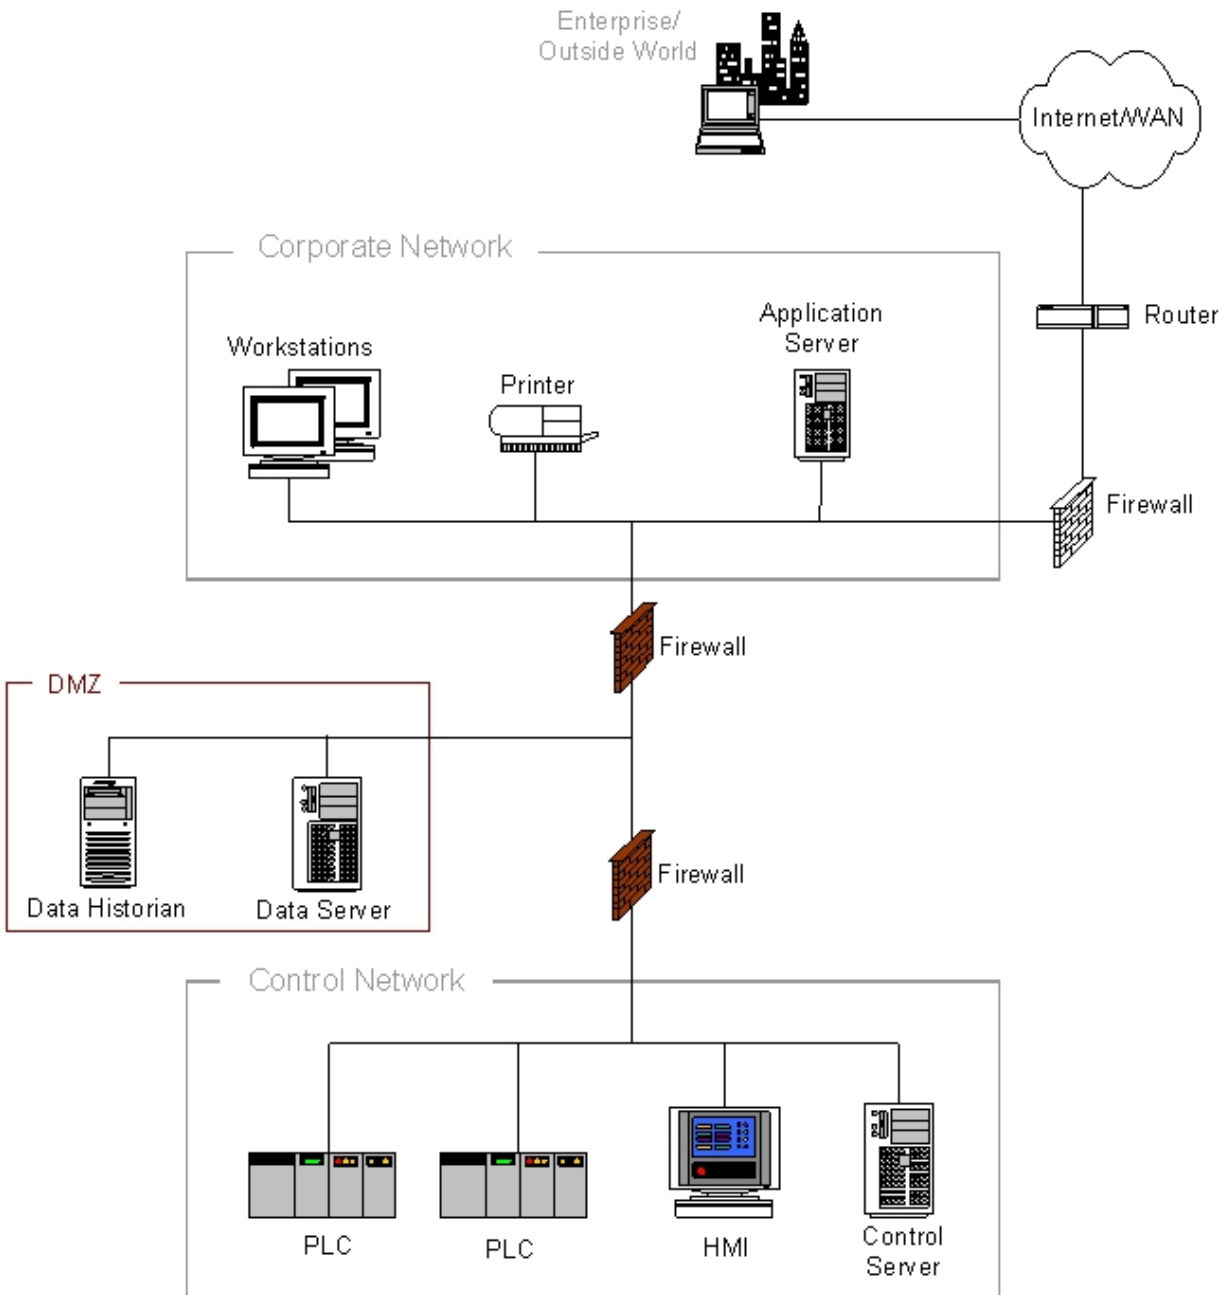 Enterprise/
Outside World
Internet/WAN
Corporate Network
Router
Application
Server
Workstations
Printer
Firewall
Firewall
DMZ
Firewall
Data Historian
Data Server
Control Network
PLC
PLC
HMI
Control
Server